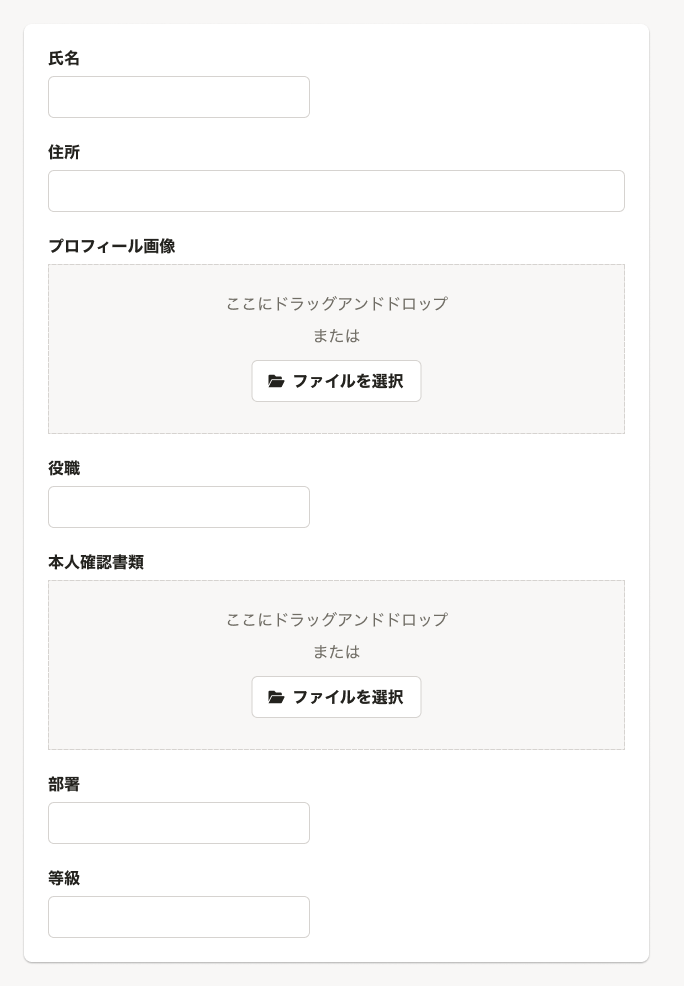 氏名
住所
プロフィール画像
ここにドラッグアンドドロップ
または
ファイルを選択
役職
本人確認書類
ここにドラッグアンドドロップ
または
ファイルを選択
部署
等級